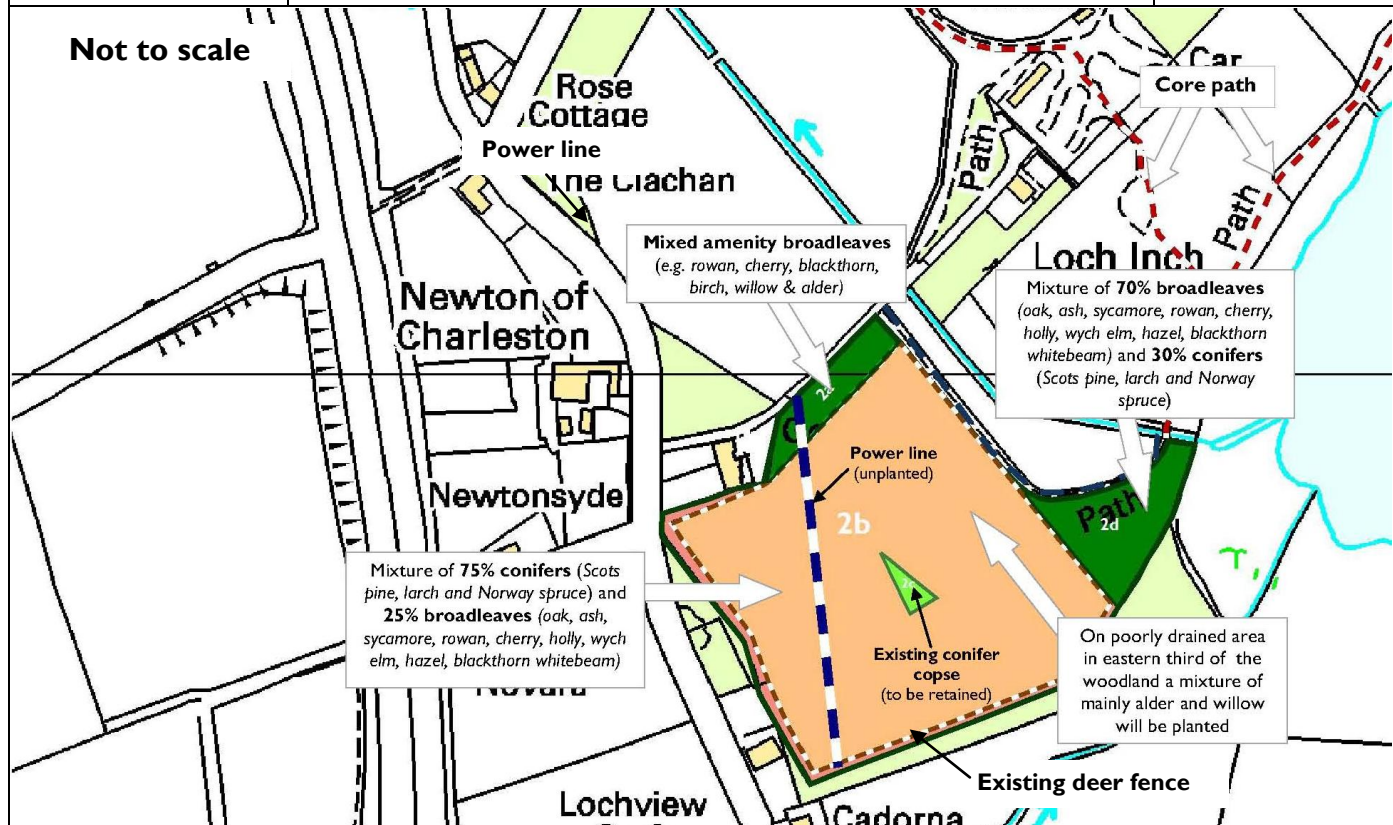 Not to scale
Rose
Cottage
Power line
The Clachan
Car
Core path
Path
Path
Mixed amenity broadleaves
(e.g. rowan, cherry, blackthorn,
birch, willow & alder)
Loch Inch
Mixture of 70% broadleaves
(oak, ash, sycamore, rowan, cherry,
holly, wych elm, hazel, blackthorn
whitebeam) and 30% conifers
(Scots pine, larch and Norway
spruce)
Newton of
Charleston
2a
Power line
(unplanted)
Newtonsyde
2b
Path
2d
Mixture of 75% conifers (Scots
pine, larch and Norway spruce) and
25% broadleaves (oak, ash,
sycamore, rowan, cherry, holly, wych
elm, hazel, blackthorn whitebeam)
2c
Existing conifer
copse
(to be retained)
On poorly drained area
in eastern third of the
woodland a mixture of
mainly alder and willow
will be planted
Existing deer fence
Lochview
Cadorna